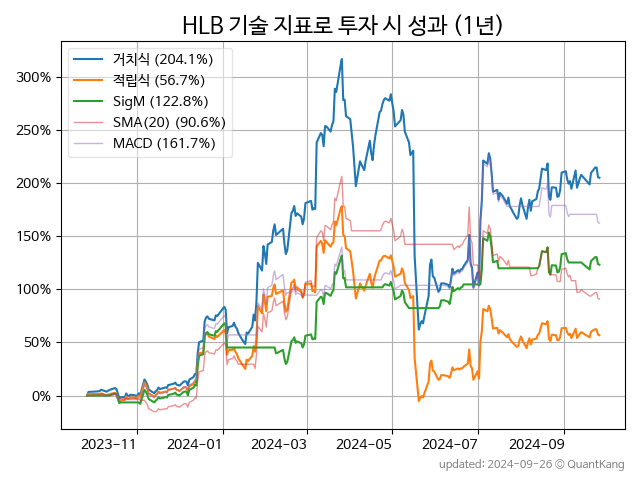 HLB 기술 지표로 투자 시 성과 (1년)
거치식 (204.1%)
적립식 (56.7%)
SigM (122.8%)
SMA(20) (90.6%)
MACD (161.7%)
300%
250%
200%
150%
100%
50%
0%
2023-11 2024-01 2024-03 2024-05 2024-07 2024-09
updated: 2024-09-26 © QuantKang